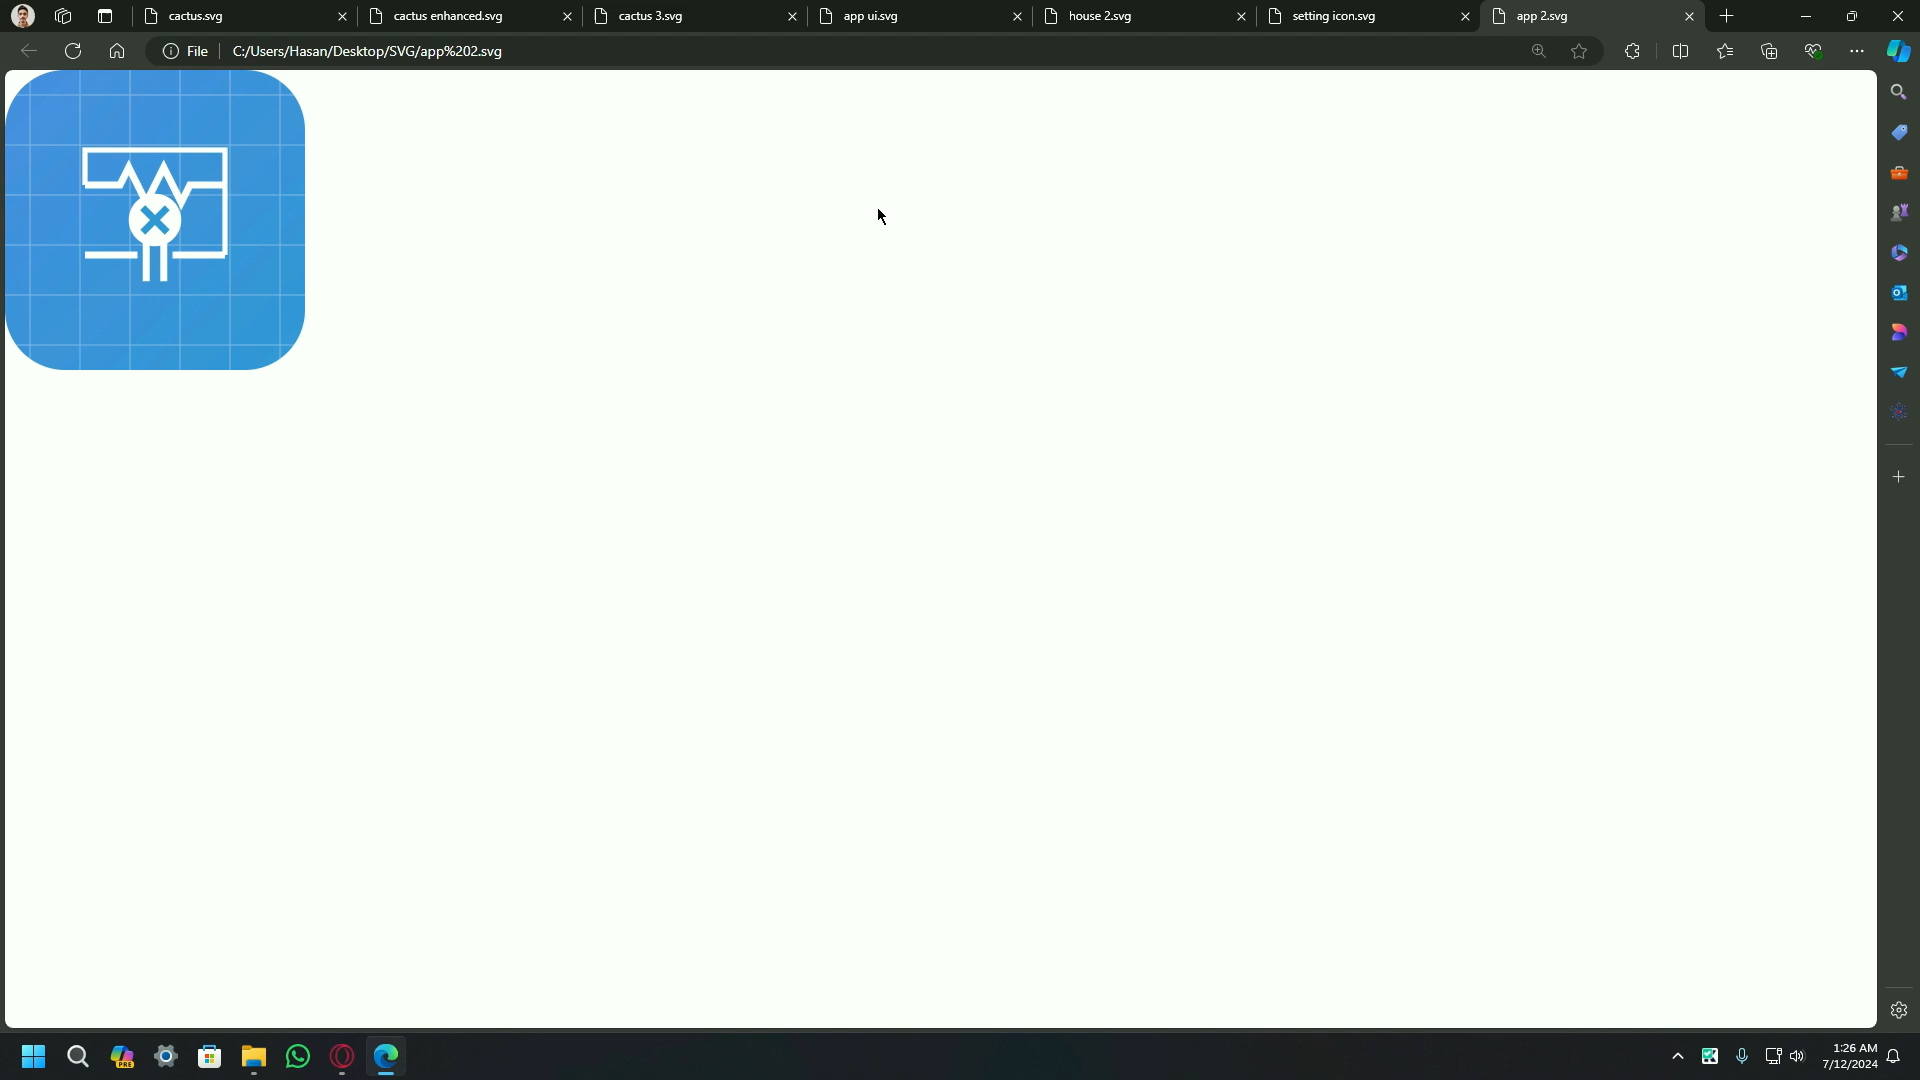 cactus.svg
cactus enhanced.svg
cactus 3.svg
app ui.svg
house 2.svg
setting icon.svg
app 2.svg
File
C:/Users/Hasan/Desktop/SVG/app%202.svg
PRE
1:26 AM
7/12/2024